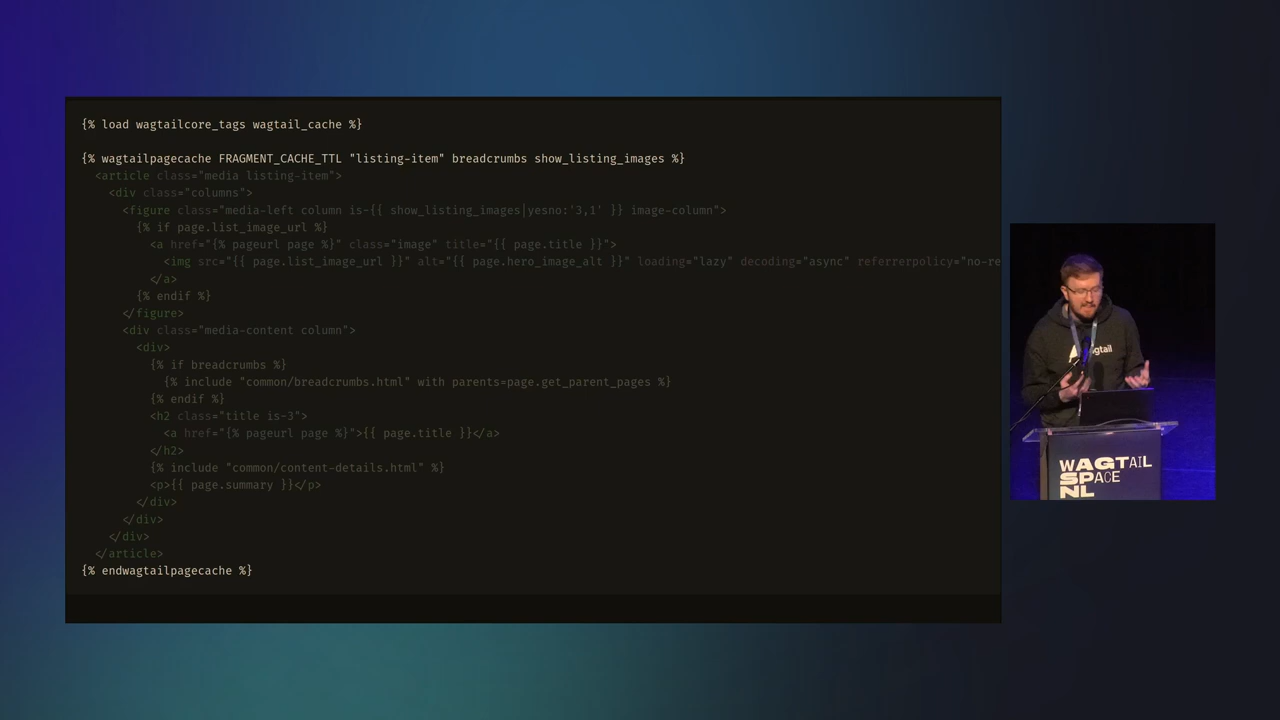 {% load wagtailcore_tags wagtail_cache %}
{% wagtailpagecache FRAGMENT_CACHE_TTL "listing-item" breadcrumbs show_listing_images %}
<article class="media listing-item">
<div class="columns">
<figure class="media-left column is-{{ show_listing_images|yesno:'3,1' }} image-column">
{% if page.list_image_url %}
<a href="{% pageurl page %}" class="image" title="{{ page.title }}">
<img src="{{ page.list_image_url }}" alt="{{ page.hero_image_alt }}" loading="lazy" decoding="async" referrerpolicy="no-re
</a>
{% endif %}
</figure>
<div class="media-content column">
<div>
{% if breadcrumbs %}
{% include "common/breadcrumbs.html" with parents=page.get_parent_pages %}
{% endif %}
<h2 class="title is-3">
<a href="{% pageurl page %}">{{ page.title }}</a>
</h2>
{% include "common/content-details.html" %}
<p>{{ page.summary }}</p>
</div>
</div>
</div>
</article>
{% endwagtailpagecache %}
wagtail
WAGTAIL
SPACE
NL